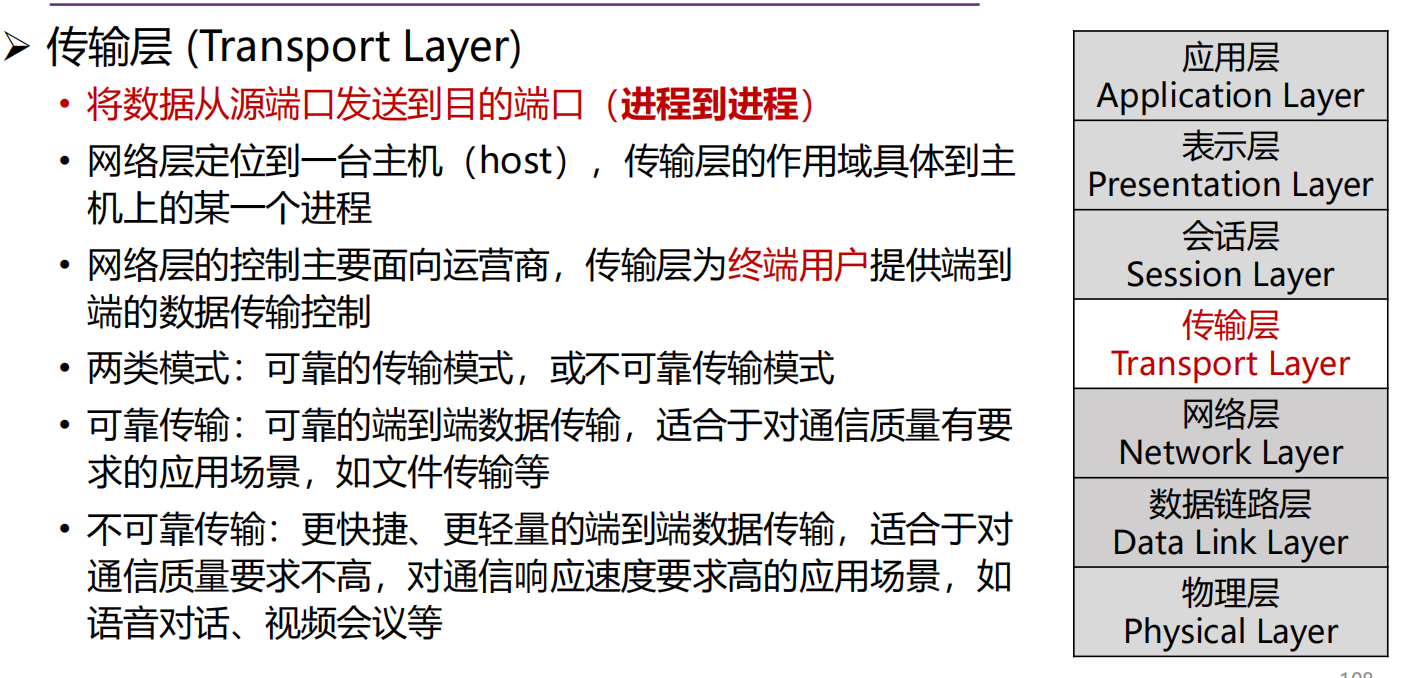 ➢ 传输层 (Transport Layer)
• 将数据从源端口发送到目的端口（进程到进程）
• 网络层定位到一台主机（host），传输层的作用域具体到主
机上的某一个进程
• 网络层的控制主要面向运营商，传输层为终端用户提供端到
端的数据传输控制
• 两类模式：可靠的传输模式，或不可靠传输模式
• 可靠传输：可靠的端到端数据传输，适合于对通信质量有要
求的应用场景，如文件传输等
• 不可靠传输：更快捷、更轻量的端到端数据传输，适合于对
通信质量要求不高，对通信响应速度要求高的应用场景，如
语音对话、视频会议等
应用层
Application Layer
表示层
Presentation Layer
会话层
Session Layer
传输层
Transport Layer
网络层
Network Layer
数据链路层
Data Link Layer
物理层
Physical Layer